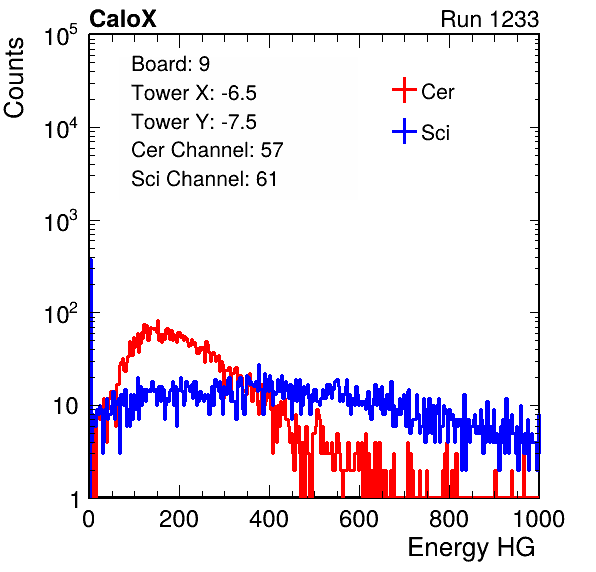 CaloX Run 1233
Counts
Board: 9
Tower X: -6.5
Tower Y: -7.5
Cer Channel: 57
Sci Channel: 61
Cer
Sci
10^5
10^4
10^3
10^2
10
1
0 200 400 600 800 1000
Energy HG